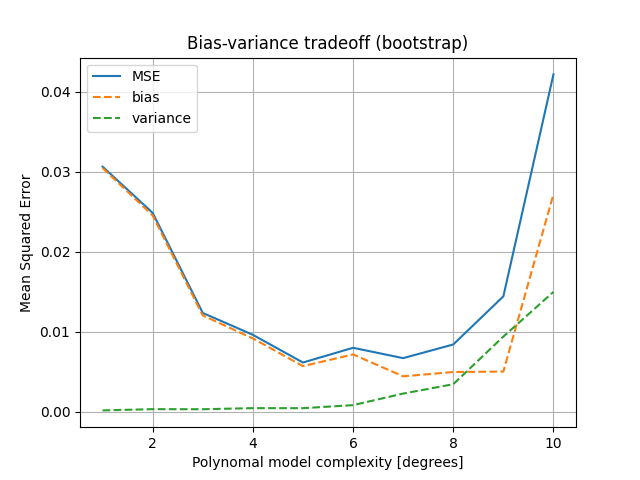 Bias-variance tradeoff (bootstrap)
MSE
bias
variance
Mean Squared Error
0.04
0.03
0.02
0.01
0.00
2 4 6 8 10
Polynomal model complexity [degrees]